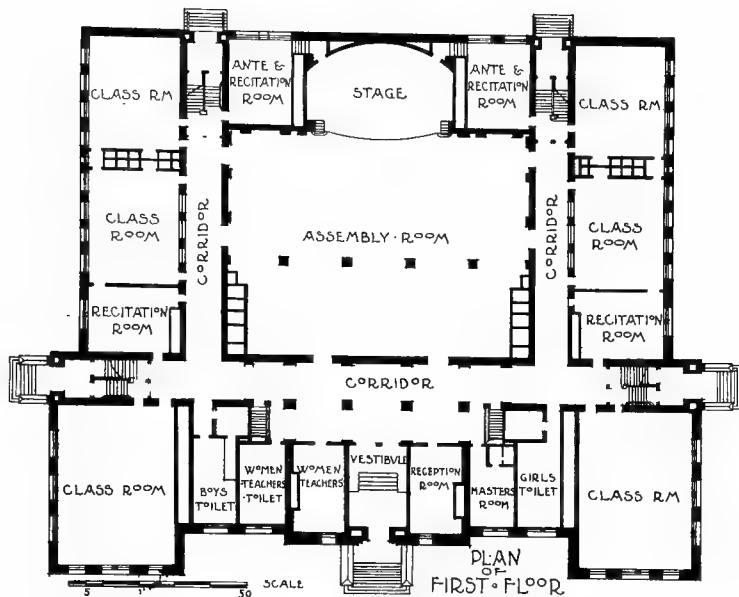 ANTE &
RECITATION
ROOM
STAGE
ANTE &
RECITATION
ROOM
CLASS RM
CLASS RM
CLASS
ROOM
CORRIDOR
ASSEMBLY·ROOM
CORRIDOR
CLASS
ROOM
RECITATION
ROOM
RECITATION
ROOM
CORRIDOR
CLASS ROOM
BOYS
TOILET
WOMEN
TEACHERS
TOILET
WOMEN
TEACHERS
VESTIBULE
RECEPTION
ROOM
MASTERS
ROOM
GIRLS
TOILET
CLASS RM
PLAN
OF
FIRST FLOOR
SCALE
5
50